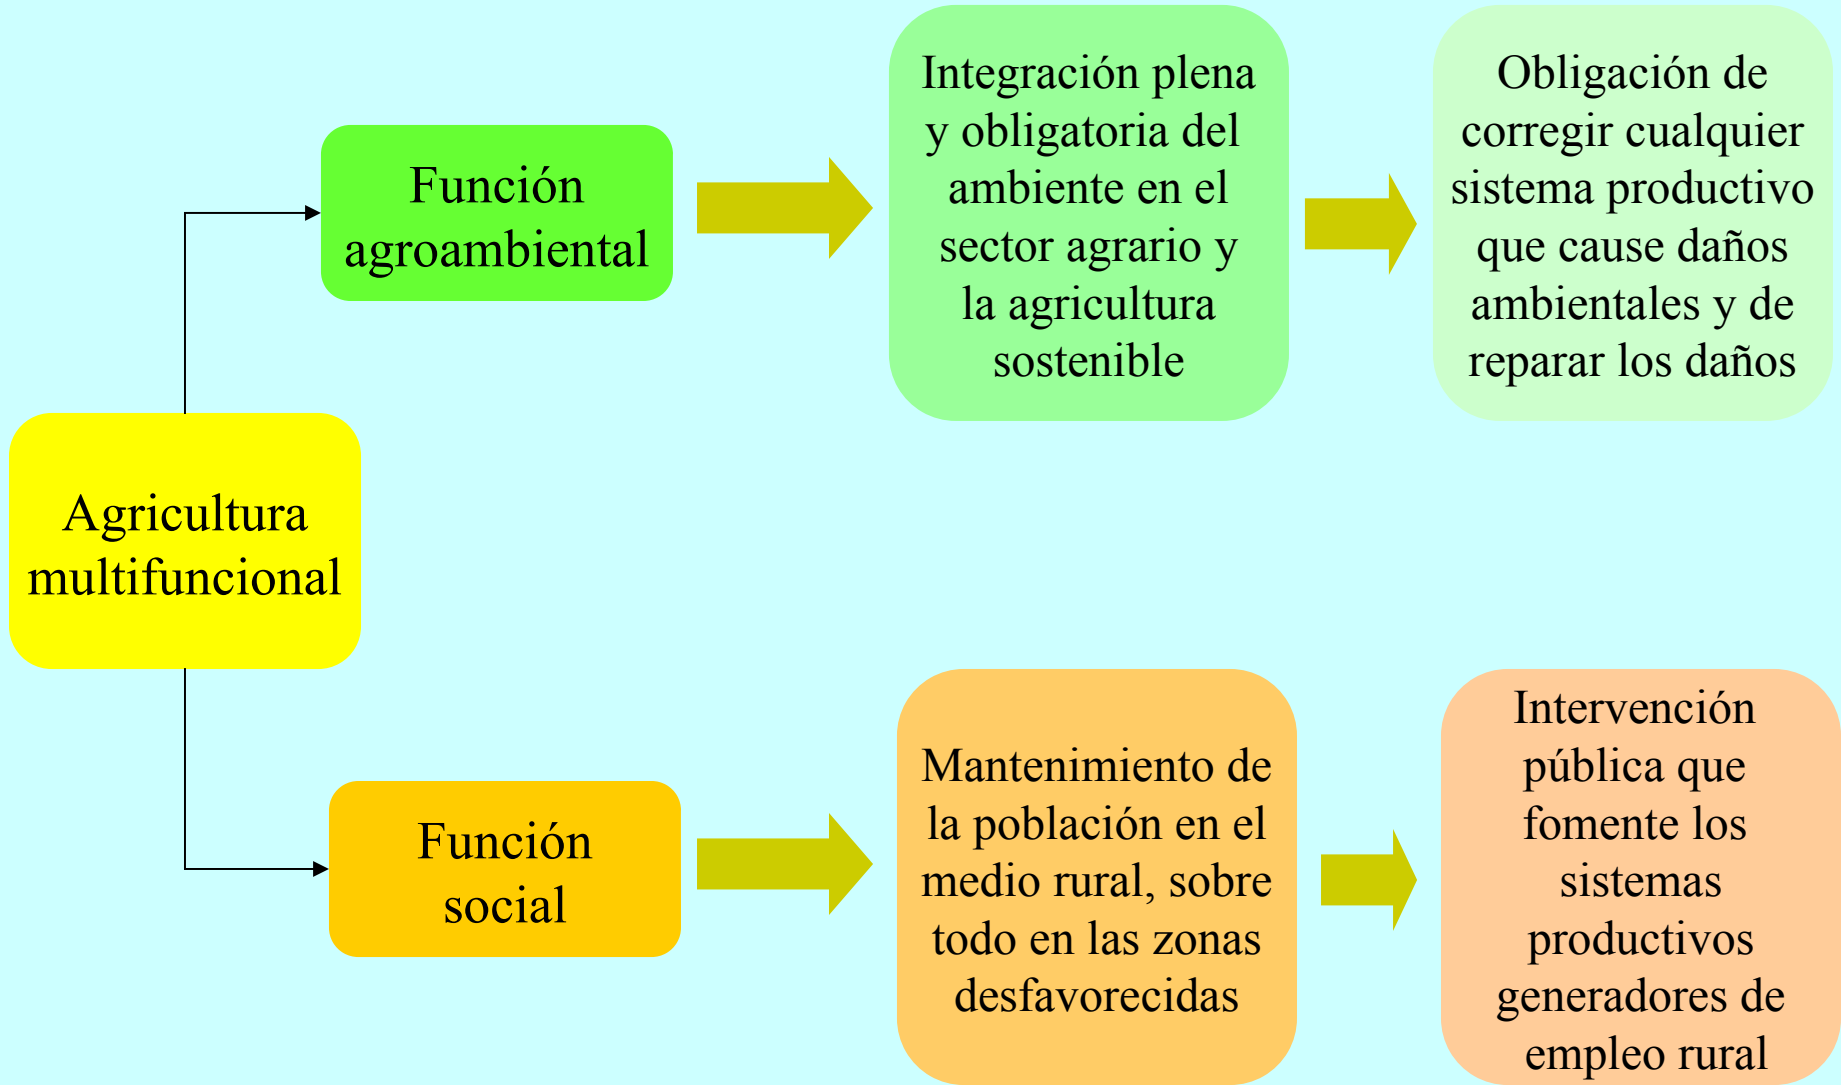 Función
agroambiental
Integración plena
y obligatoria del
ambiente en el
sector agrario y
la agricultura
sostenible
Obligación de
corregir cualquier
sistema productivo
que cause daños
ambientales y de
reparar los daños
Agricultura
multifuncional
Función
social
Mantenimiento de
la población en el
medio rural, sobre
todo en las zonas
desfavorecidas
Intervención
pública que
fomente los
sistemas
productivos
generadores de
empleo rural